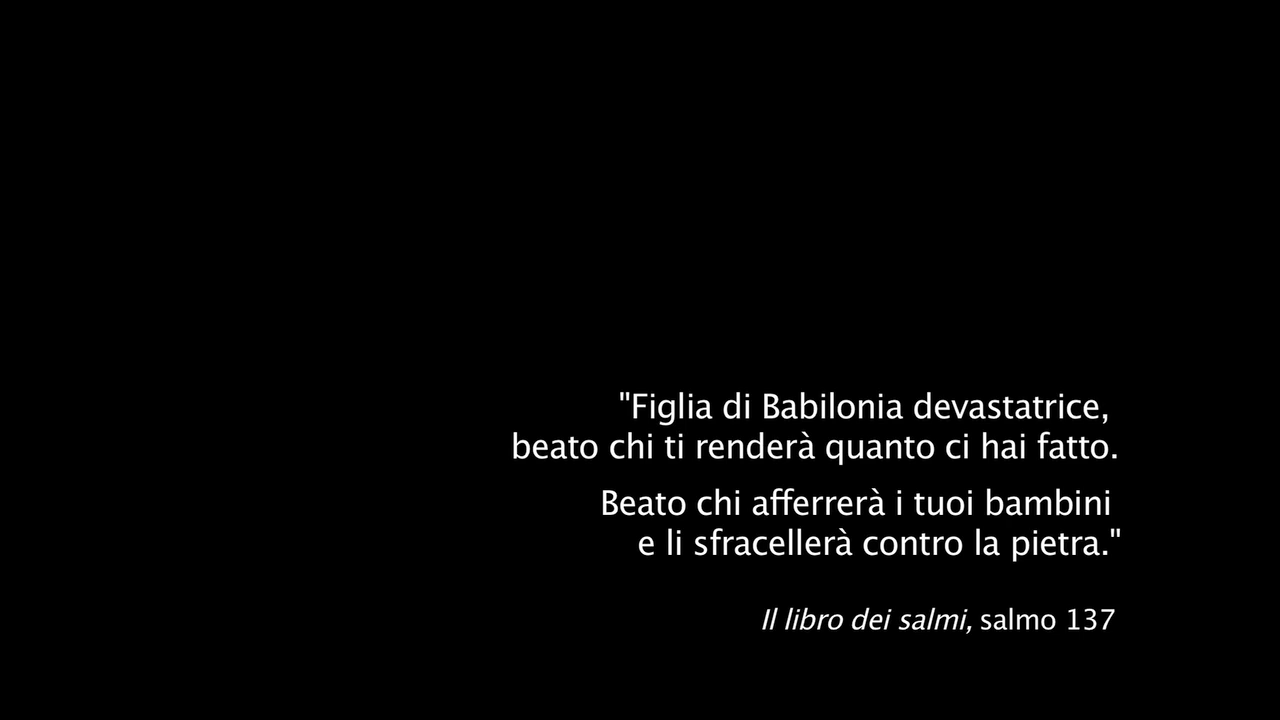 "Figlia di Babilonia devastatrice,
beato chi ti renderà quanto ci hai fatto.
Beato chi afferrerà i tuoi bambini
e li sfracellerà contro la pietra."
Il libro dei salmi, salmo 137